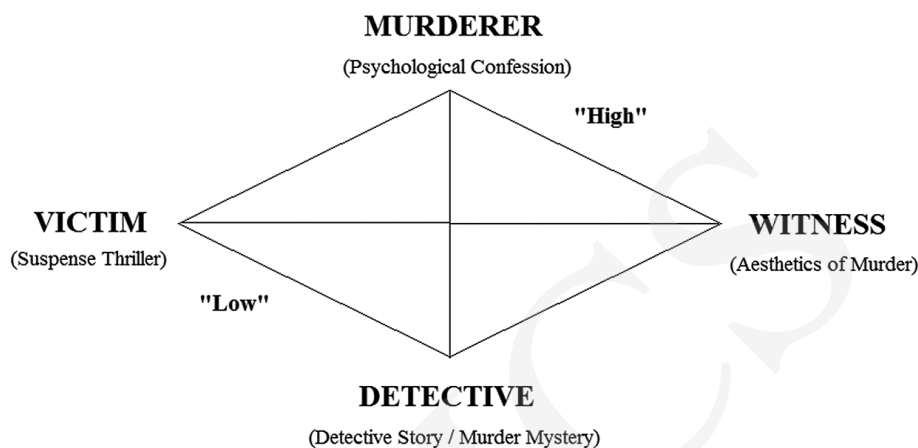 MURDERER
(Psychological Confession)
"High"
VICTIM
(Suspense Thriller)
WITNESS
(Aesthetics of Murder)
"Low"
DETECTIVE
(Detective Story / Murder Mystery)